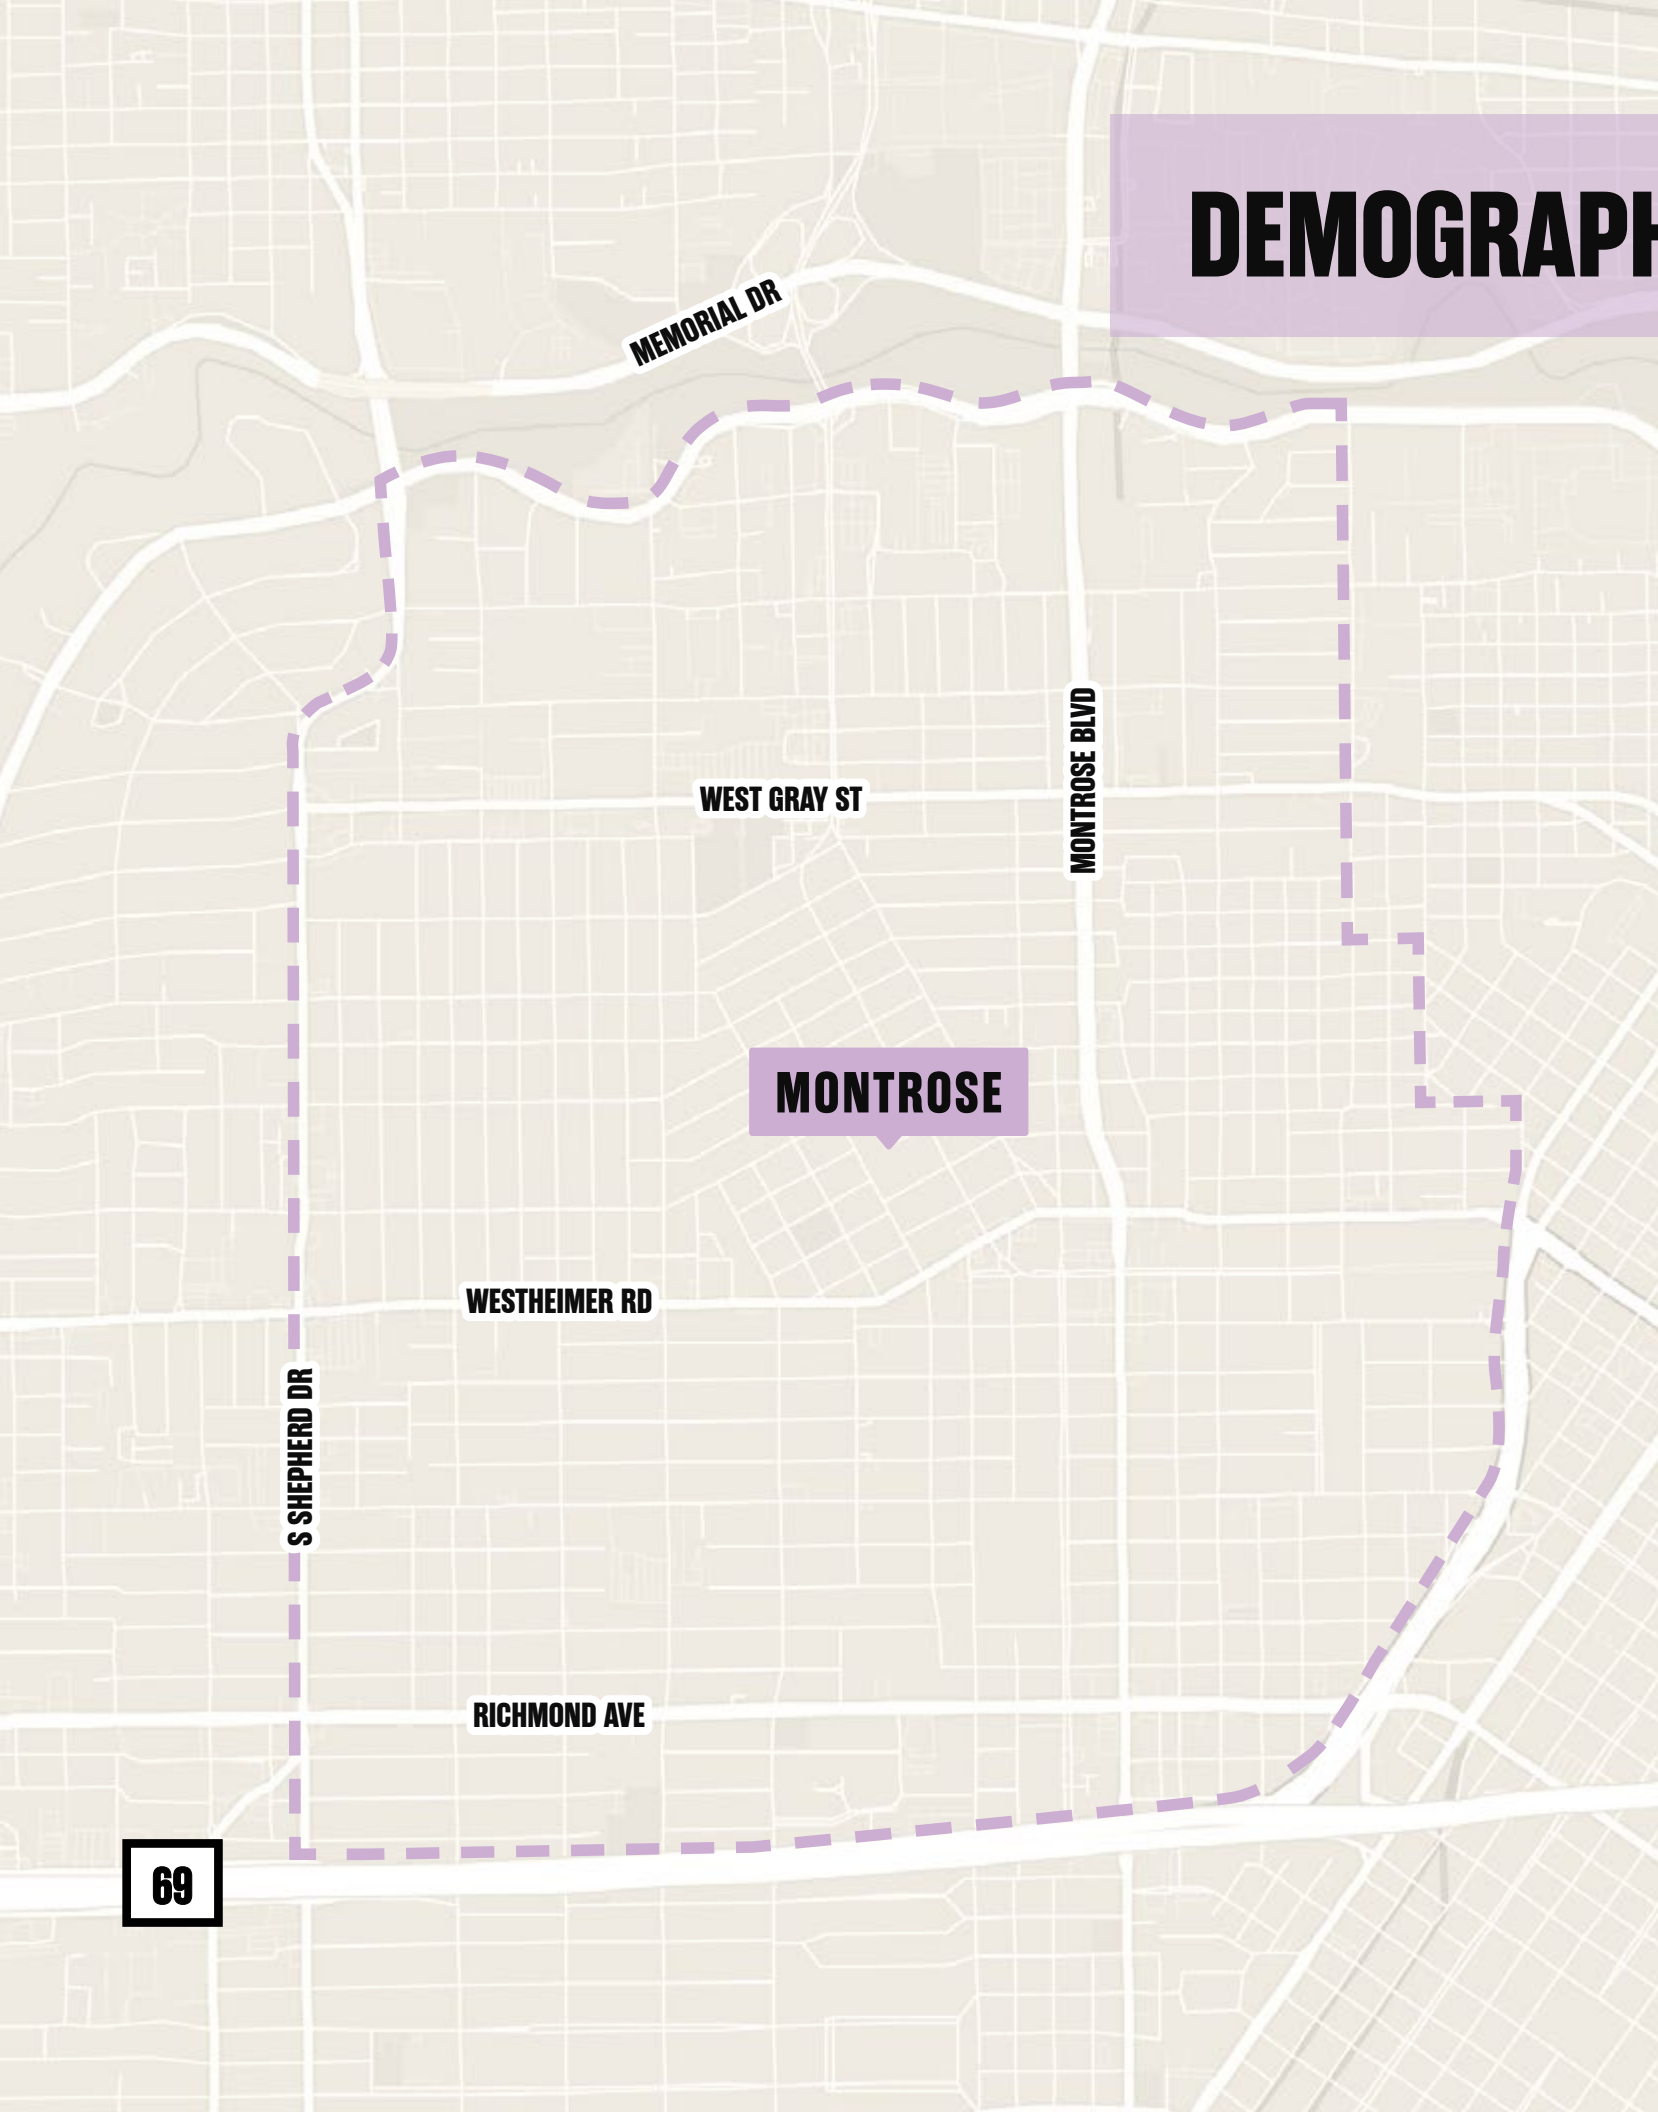 DEMOGRAPH
MEMORIAL DR
MONTROSE BLVD
WEST GRAY ST
MONTROSE
WESTHEIMER RD
S SHEPHERD DR
RICHMOND AVE
69